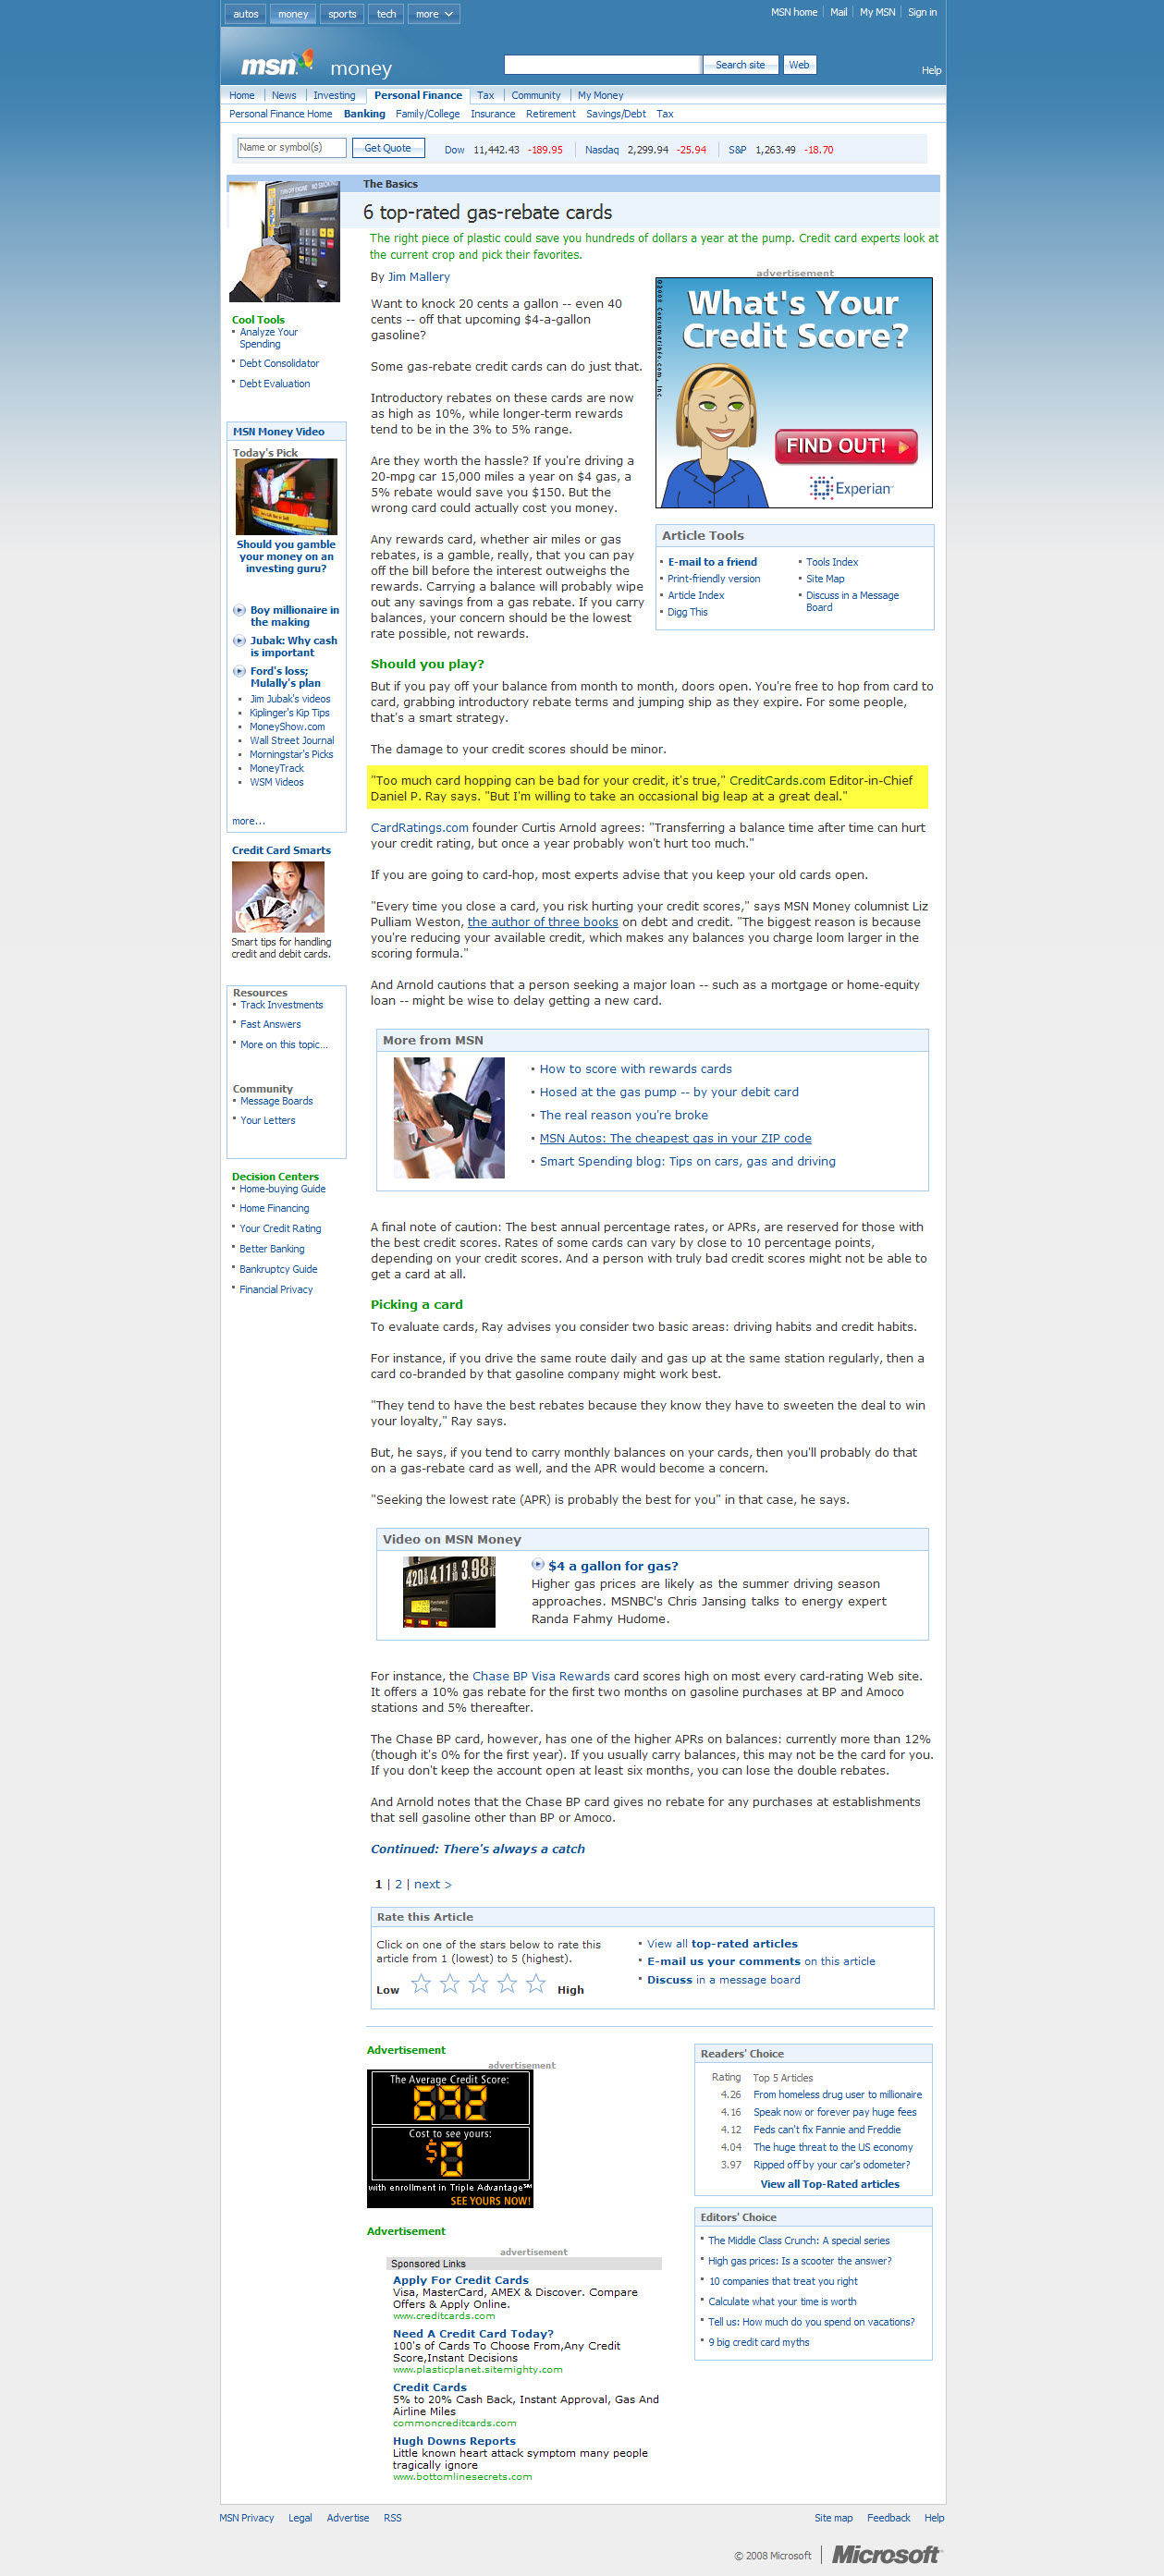 autos money sports tech more
MSN home Mail My MSN Sign in
msn money
Search site Web
Help
Home News Investing Personal Finance Tax Community My Money
Personal Finance Home Banking Family/College Insurance Retirement Savings/Debt Tax
Name or symbol(s) Get Quote Dow 11,442.43 -189.95 Nasdaq 2,299.94 -25.94 S&P 1,263.49 -18.70
The Basics
6 top-rated gas-rebate cards
The right piece of plastic could save you hundreds of dollars a year at the pump. Credit card experts look at
the current crop and pick their favorites.
Cool Tools
Analyze Your
Spending
Debt Consolidator
Debt Evaluation
MSN Money Video
Today's Pick
Should you gamble
your money on an
investing guru?
Boy millionaire in
the making
Jubak: Why cash
is important
Ford's loss;
Mulally's plan
Jim Jubak's videos
Kiplinger's Kip Tips
MoneyShow.com
Wall Street Journal
Morningstar's Picks
MoneyTrack
WSM Videos
more...
Credit Card Smarts
Smart tips for handling
credit and debit cards.
Resources
Track Investments
Fast Answers
More on this topic...
Community
Message Boards
Your Letters
Decision Centers
Home-buying Guide
Home Financing
Your Credit Rating
Better Banking
Bankruptcy Guide
Financial Privacy
By Jim Mallery
Want to knock 20 cents a gallon -- even 40
cents -- off that upcoming $4-a-gallon
gasoline?
Some gas-rebate credit cards can do just that.
Introductory rebates on these cards are now
as high as 10%, while longer-term rewards
tend to be in the 3% to 5% range.
Are they worth the hassle? If you're driving a
20-mpg car 15,000 miles a year on $4 gas, a
5% rebate would save you $150. But the
wrong card could actually cost you money.
Any rewards card, whether air miles or gas
rebates, is a gamble, really, that you can pay
off the bill before the interest outweighs the
rewards. Carrying a balance will probably wipe
out any savings from a gas rebate. If you carry
balances, your concern should be the lowest
rate possible, not rewards.
advertisement
©2008 Consumerinfo.com, Inc.
What's Your
Credit Score?
FIND OUT!
Experian
Article Tools
E-mail to a friend
Print-friendly version
Article Index
Digg This
Tools Index
Site Map
Discuss in a Message
Board
Should you play?
But if you pay off your balance from month to month, doors open. You're free to hop from card to
card, grabbing introductory rebate terms and jumping ship as they expire. For some people,
that's a smart strategy.
The damage to your credit scores should be minor.
"Too much card hopping can be bad for your credit, it's true," CreditCards.com Editor-in-Chief
Daniel P. Ray says. "But I'm willing to take an occasional big leap at a great deal."
CardRatings.com founder Curtis Arnold agrees: "Transferring a balance time after time can hurt
your credit rating, but once a year probably won't hurt too much."
If you are going to card-hop, most experts advise that you keep your old cards open.
"Every time you close a card, you risk hurting your credit scores," says MSN Money columnist Liz
Pulliam Weston, the author of three books on debt and credit. "The biggest reason is because
you're reducing your available credit, which makes any balances you charge loom larger in the
scoring formula."
And Arnold cautions that a person seeking a major loan -- such as a mortgage or home-equity
loan -- might be wise to delay getting a new card.
More from MSN
How to score with rewards cards
Hosed at the gas pump -- by your debit card
The real reason you're broke
MSN Autos: The cheapest gas in your ZIP code
Smart Spending blog: Tips on cars, gas and driving
A final note of caution: The best annual percentage rates, or APRs, are reserved for those with
the best credit scores. Rates of some cards can vary by close to 10 percentage points,
depending on your credit scores. And a person with truly bad credit scores might not be able to
get a card at all.
Picking a card
To evaluate cards, Ray advises you consider two basic areas: driving habits and credit habits.
For instance, if you drive the same route daily and gas up at the same station regularly, then a
card co-branded by that gasoline company might work best.
"They tend to have the best rebates because they know they have to sweeten the deal to win
your loyalty," Ray says.
But, he says, if you tend to carry monthly balances on your cards, then you'll probably do that
on a gas-rebate card as well, and the APR would become a concern.
"Seeking the lowest rate (APR) is probably the best for you" in that case, he says.
Video on MSN Money
420 4.11 3.98
$4 a gallon for gas?
Higher gas prices are likely as the summer driving season
approaches. MSNBC's Chris Jansing talks to energy expert
Randa Fahmy Hudome.
For instance, the Chase BP Visa Rewards card scores high on most every card-rating Web site.
It offers a 10% gas rebate for the first two months on gasoline purchases at BP and Amoco
stations and 5% thereafter.
The Chase BP card, however, has one of the higher APRs on balances: currently more than 12%
(though it's 0% for the first year). If you usually carry balances, this may not be the card for you.
If you don't keep the account open at least six months, you can lose the double rebates.
And Arnold notes that the Chase BP card gives no rebate for any purchases at establishments
that sell gasoline other than BP or Amoco.
Continued: There's always a catch
1 | 2 | next >
Rate this Article
Click on one of the stars below to rate this
article from 1 (lowest) to 5 (highest).
Low High
View all top-rated articles
E-mail us your comments on this article
Discuss in a message board
Advertisement
advertisement
The Average Credit Score:
692
Cost to see yours:
$0
with enrollment in Triple Advantage℠
SEE YOURS NOW!
Advertisement
advertisement
Sponsored Links
Apply For Credit Cards
Visa, MasterCard, AMEX & Discover. Compare
Offers & Apply Online.
www.creditcards.com
Need A Credit Card Today?
100's of Cards To Choose From,Any Credit
Score,Instant Decisions
www.plasticplanet.sitemighty.com
Credit Cards
5% to 20% Cash Back, Instant Approval, Gas And
Airline Miles
commoncreditcards.com
Hugh Downs Reports
Little known heart attack symptom many people
tragically ignore
www.bottomlinesecrets.com
Readers' Choice
Rating Top 5 Articles
4.26 From homeless drug user to millionaire
4.16 Speak now or forever pay huge fees
4.12 Feds can't fix Fannie and Freddie
4.04 The huge threat to the US economy
3.97 Ripped off by your car's odometer?
View all Top-Rated articles
Editors' Choice
The Middle Class Crunch: A special series
High gas prices: Is a scooter the answer?
10 companies that treat you right
Calculate what your time is worth
Tell us: How much do you spend on vacations?
9 big credit card myths
MSN Privacy Legal Advertise RSS
Site map Feedback Help
© 2008 Microsoft | Microsoft